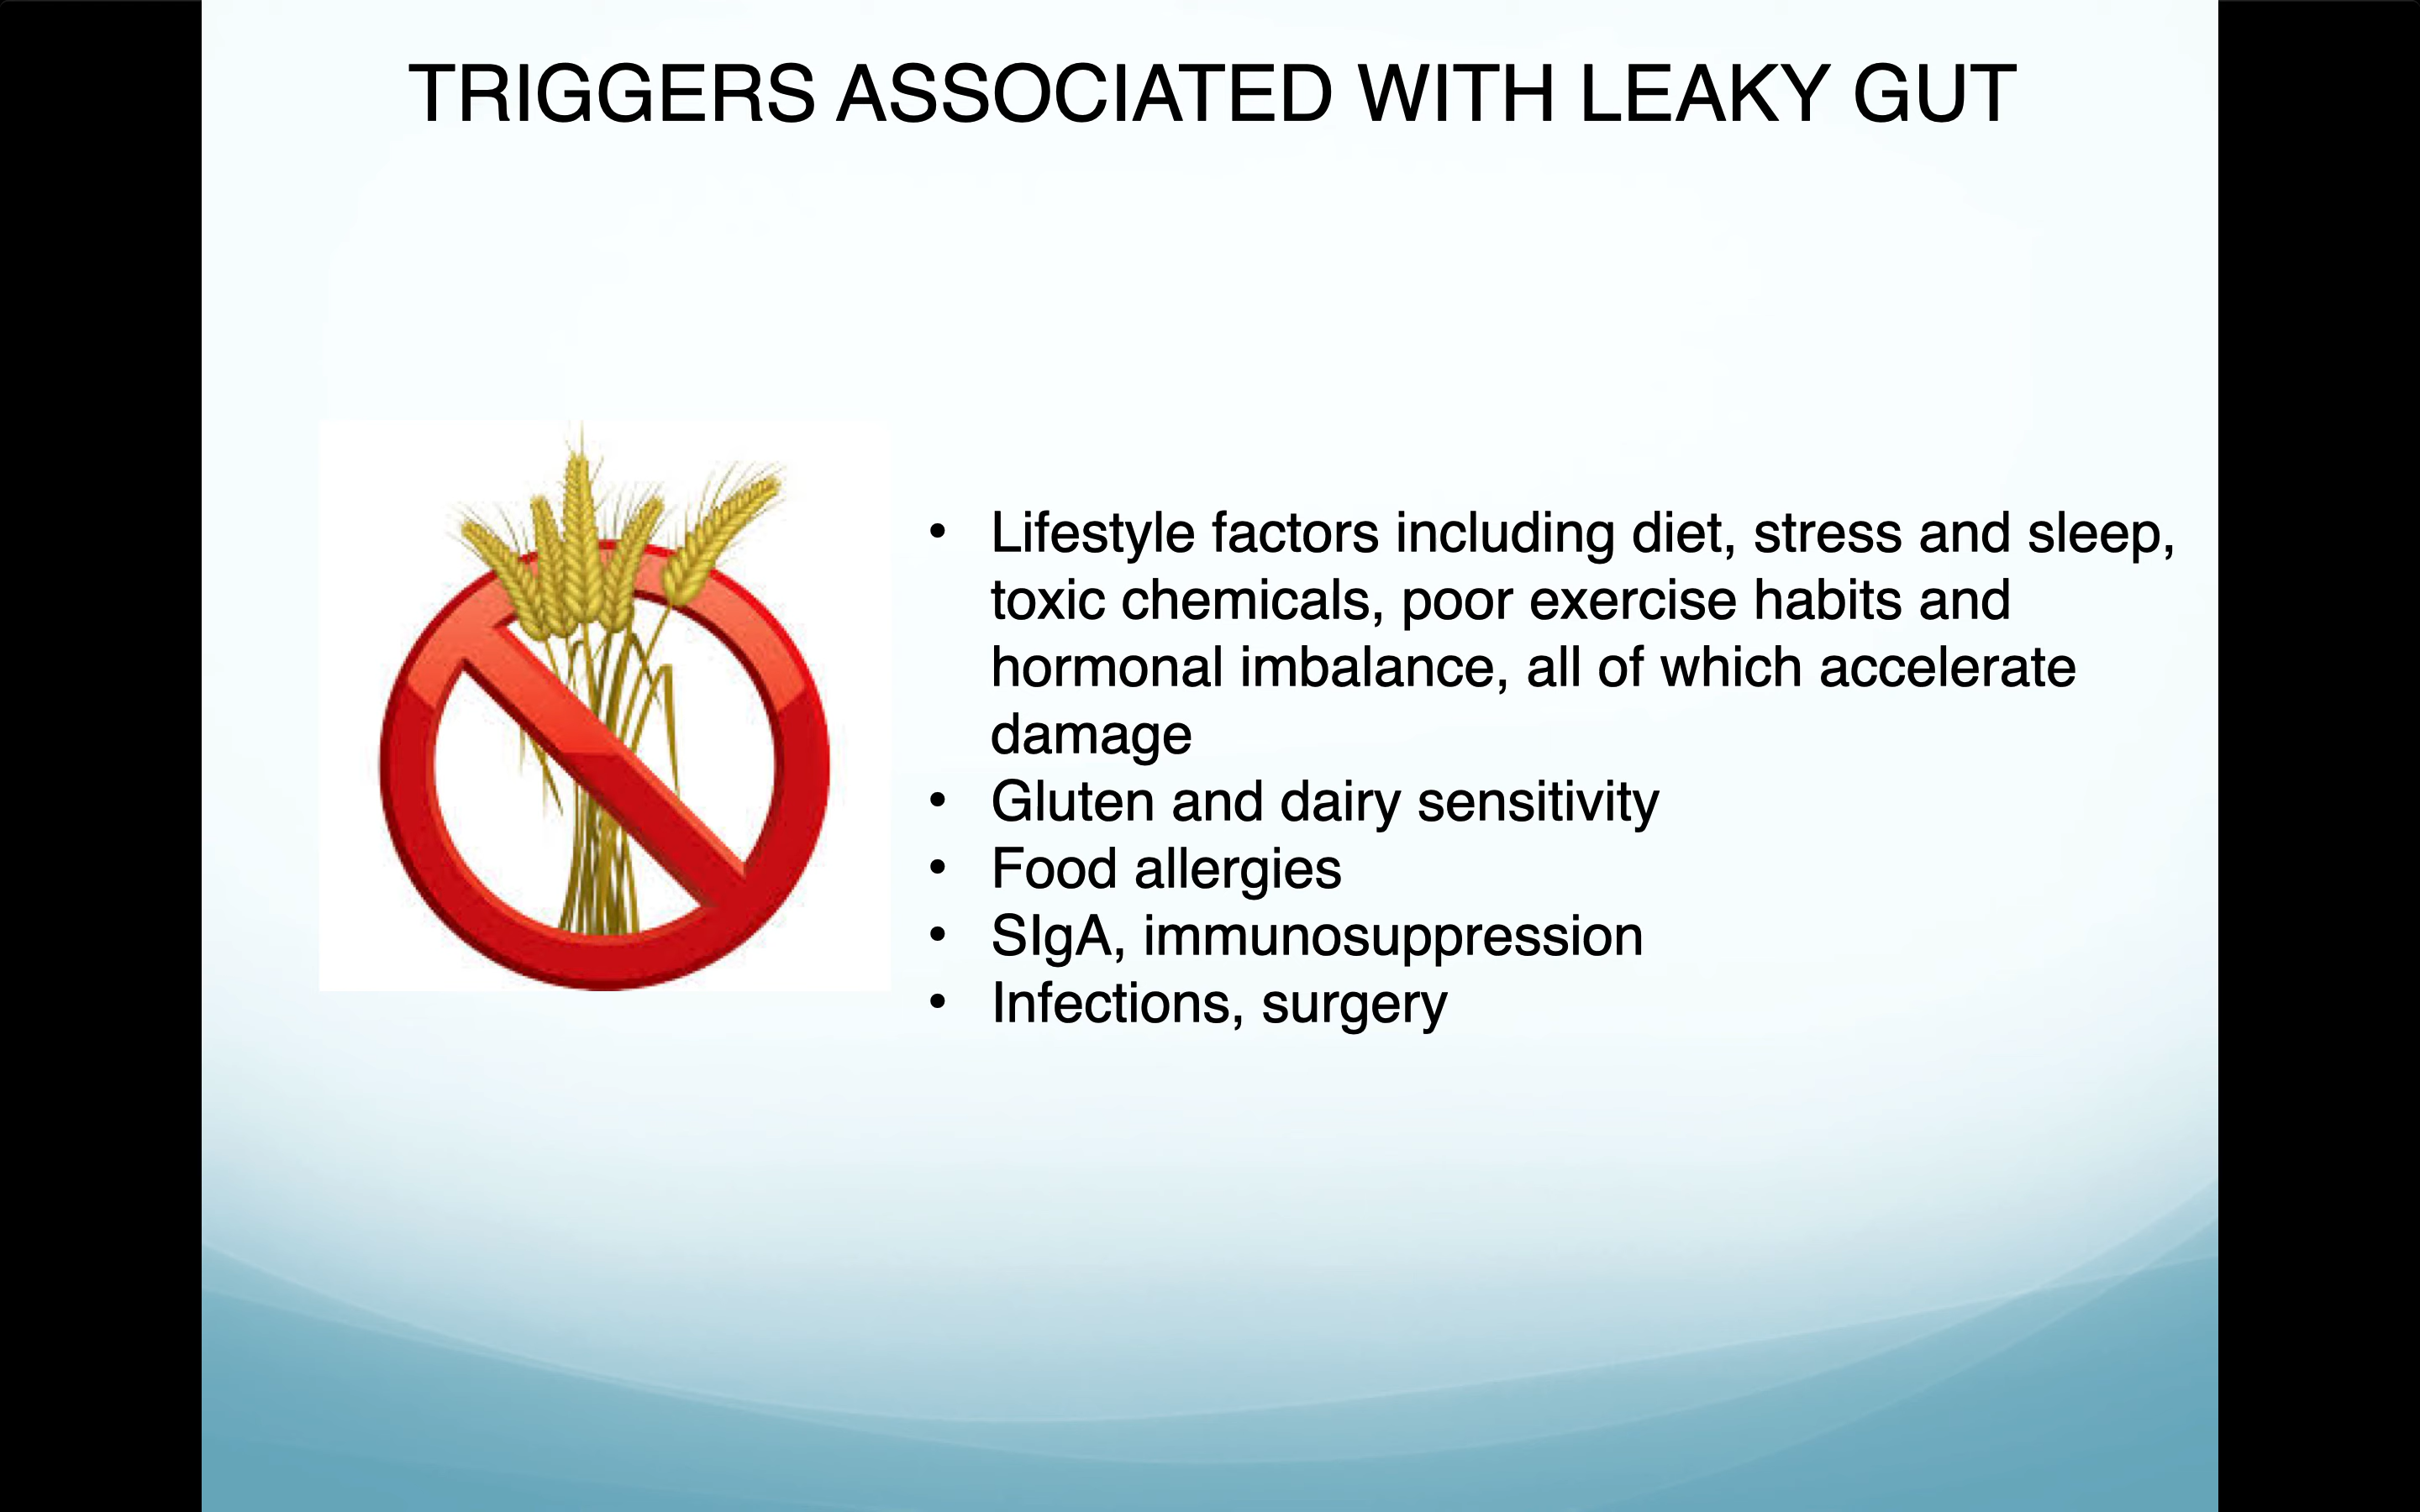 TRIGGERS ASSOCIATED WITH LEAKY GUT
• Lifestyle factors including diet, stress and sleep,
toxic chemicals, poor exercise habits and
hormonal imbalance, all of which accelerate
damage
• Gluten and dairy sensitivity
• Food allergies
• SIgA, immunosuppression
• Infections, surgery